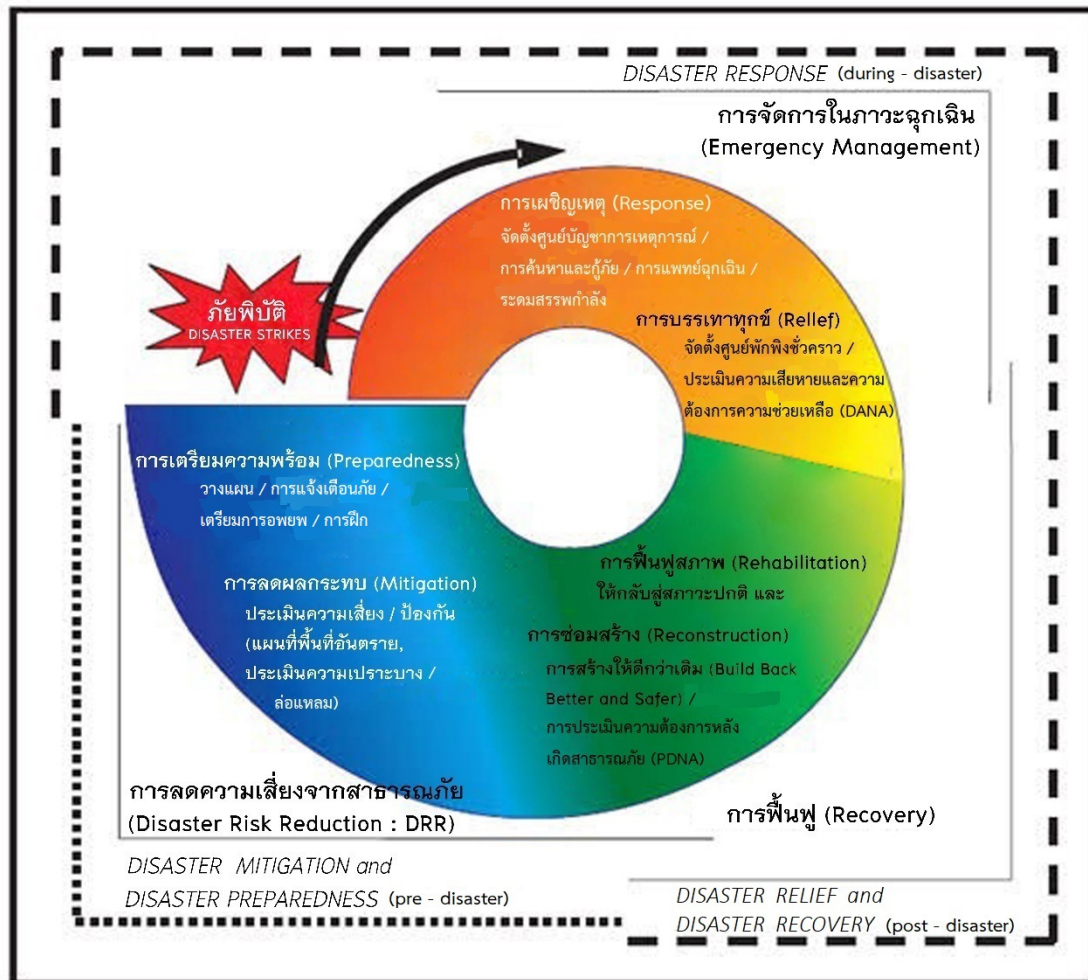 DISASTER RESPONSE (during - disaster)
การจัดการในภาวะฉุกเฉิน
(Emergency Management)
การเผชิญเหตุ (Response)
จัดตั้งศูนย์บัญชาการเหตุการณ์ /
การค้นหาและกู้ภัย / การแพทย์ฉุกเฉิน /
ระดมสรรพกำลัง
ภัยพิบัติ
DISASTER STRIKES
การบรรเทาทุกข์ (Rellef)
จัดตั้งศูนย์พักพิงชั่วคราว /
ประเมินความเสียหายและความ
ต้องการความช่วยเหลือ (DANA)
การเตรียมความพร้อม (Preparedness)
วางแผน / การแจ้งเตือนภัย /
เตรียมการอพยพ / การฝึก
การลดผลกระทบ (Mitigation)
ประเมินความเสี่ยง / ป้องกัน
(แผนที่พื้นที่อันตราย,
ประเมินความเปราะบาง /
ล่อแหลม)
การฟื้นฟูสภาพ (Rehabilitation)
ให้กลับสู่สภาวะปกติ และ
การซ่อมสร้าง (Reconstruction)
การสร้างให้ดีกว่าเดิม (Build Back
Better and Safer) /
การประเมินความต้องการหลัง
เกิดสาธารณภัย (PDNA)
การลดความเสี่ยงจากสาธารณภัย
(Disaster Risk Reduction : DRR)
การฟื้นฟู (Recovery)
DISASTER MITIGATION and
DISASTER PREPAREDNESS (pre - disaster)
DISASTER RELIEF and
DISASTER RECOVERY (post - disaster)